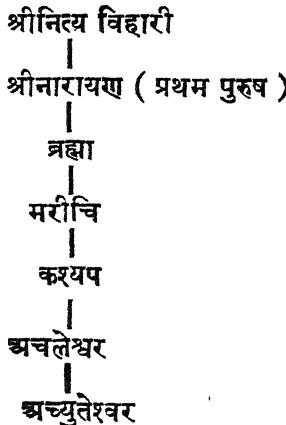 श्रीनित्य विहारी
श्रीनारायण ( प्रथम पुरुष )
ब्रह्मा
मरीचि
कश्यप
अचलेश्वर
अच्युतेश्वर